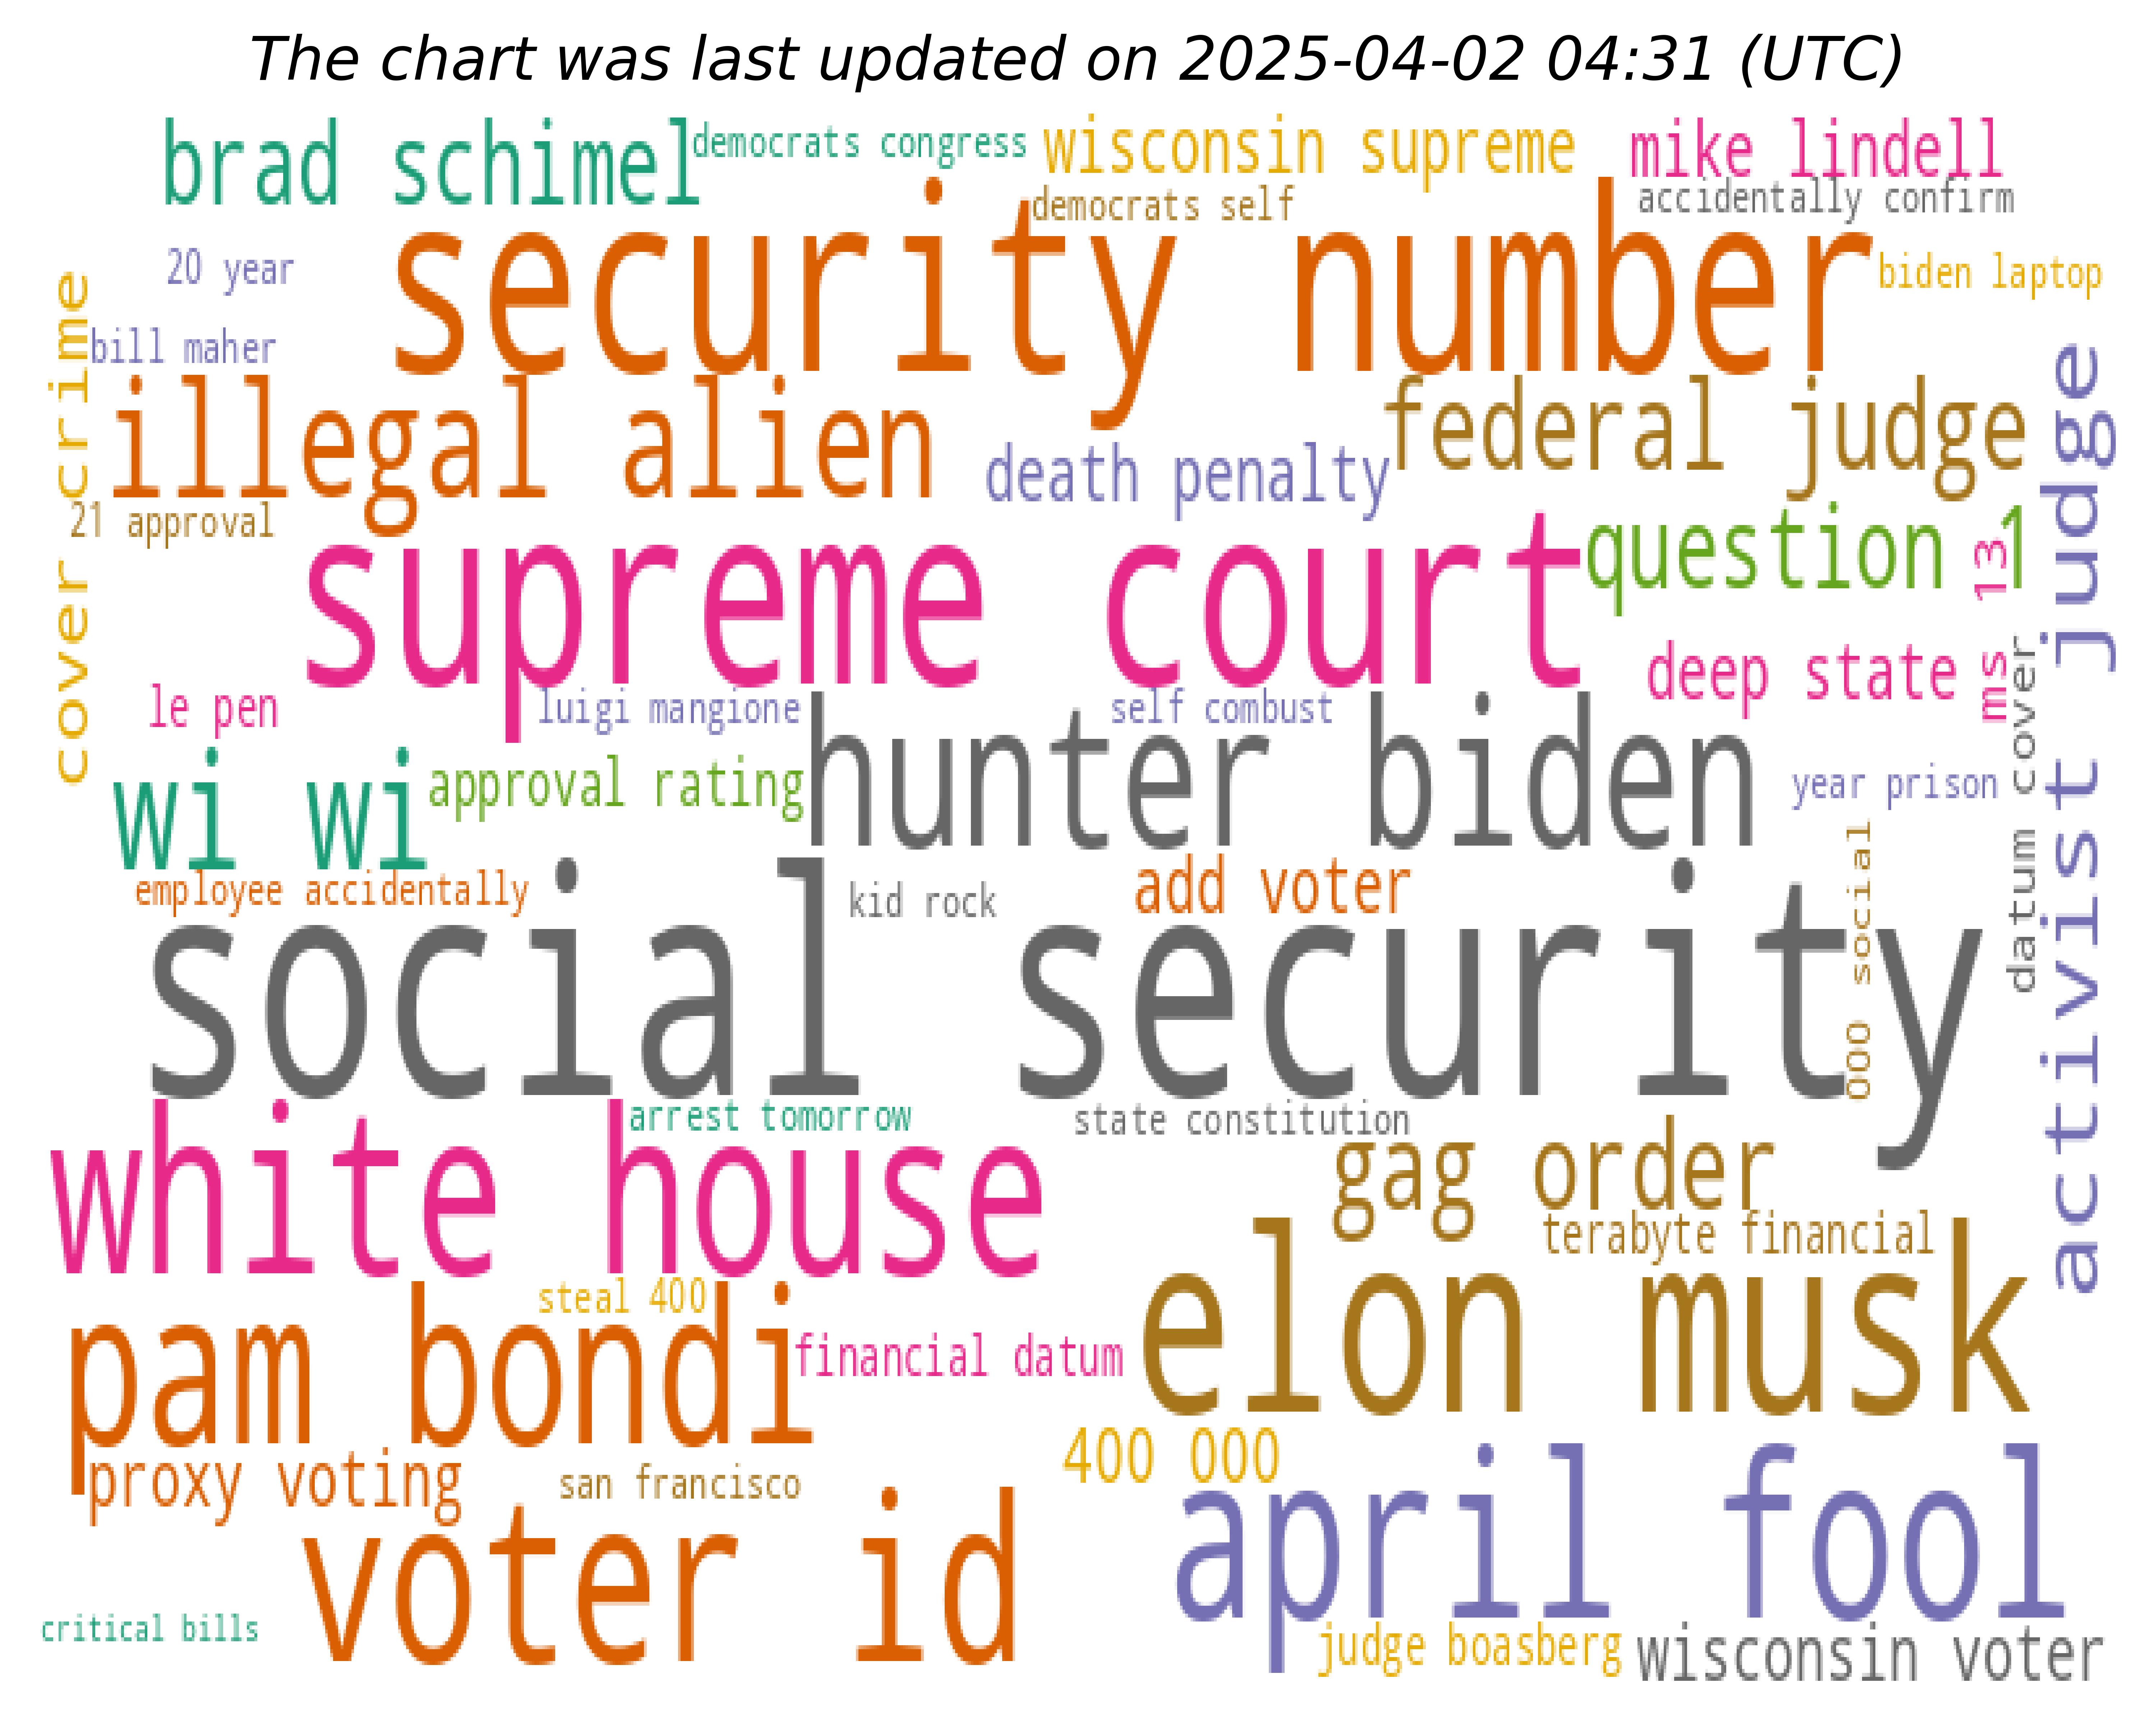 The chart was last updated on 2025-04-02 04:31 (UTC)
brad schimel
democrats congress
wisconsin supreme
mike lindell
democrats self
accidentally confirm
20 year
security number
biden laptop
bill maher
cover crime
illegal alien
federal judge
death penalty
21 approval
supreme court
question 1
ms 13
activist judge
deep state
le pen
luigi mangione
self combust
hunter biden
wi wi
approval rating
year prison
datum cover
employee accidentally
kid rock
add voter
000 social
social security
arrest tomorrow
state constitution
white house
gag order
terabyte financial
steal 400
elon musk
pam bondi
financial datum
400 000
proxy voting
san francisco
april fool
voter id
critical bills
judge boasberg
wisconsin voter